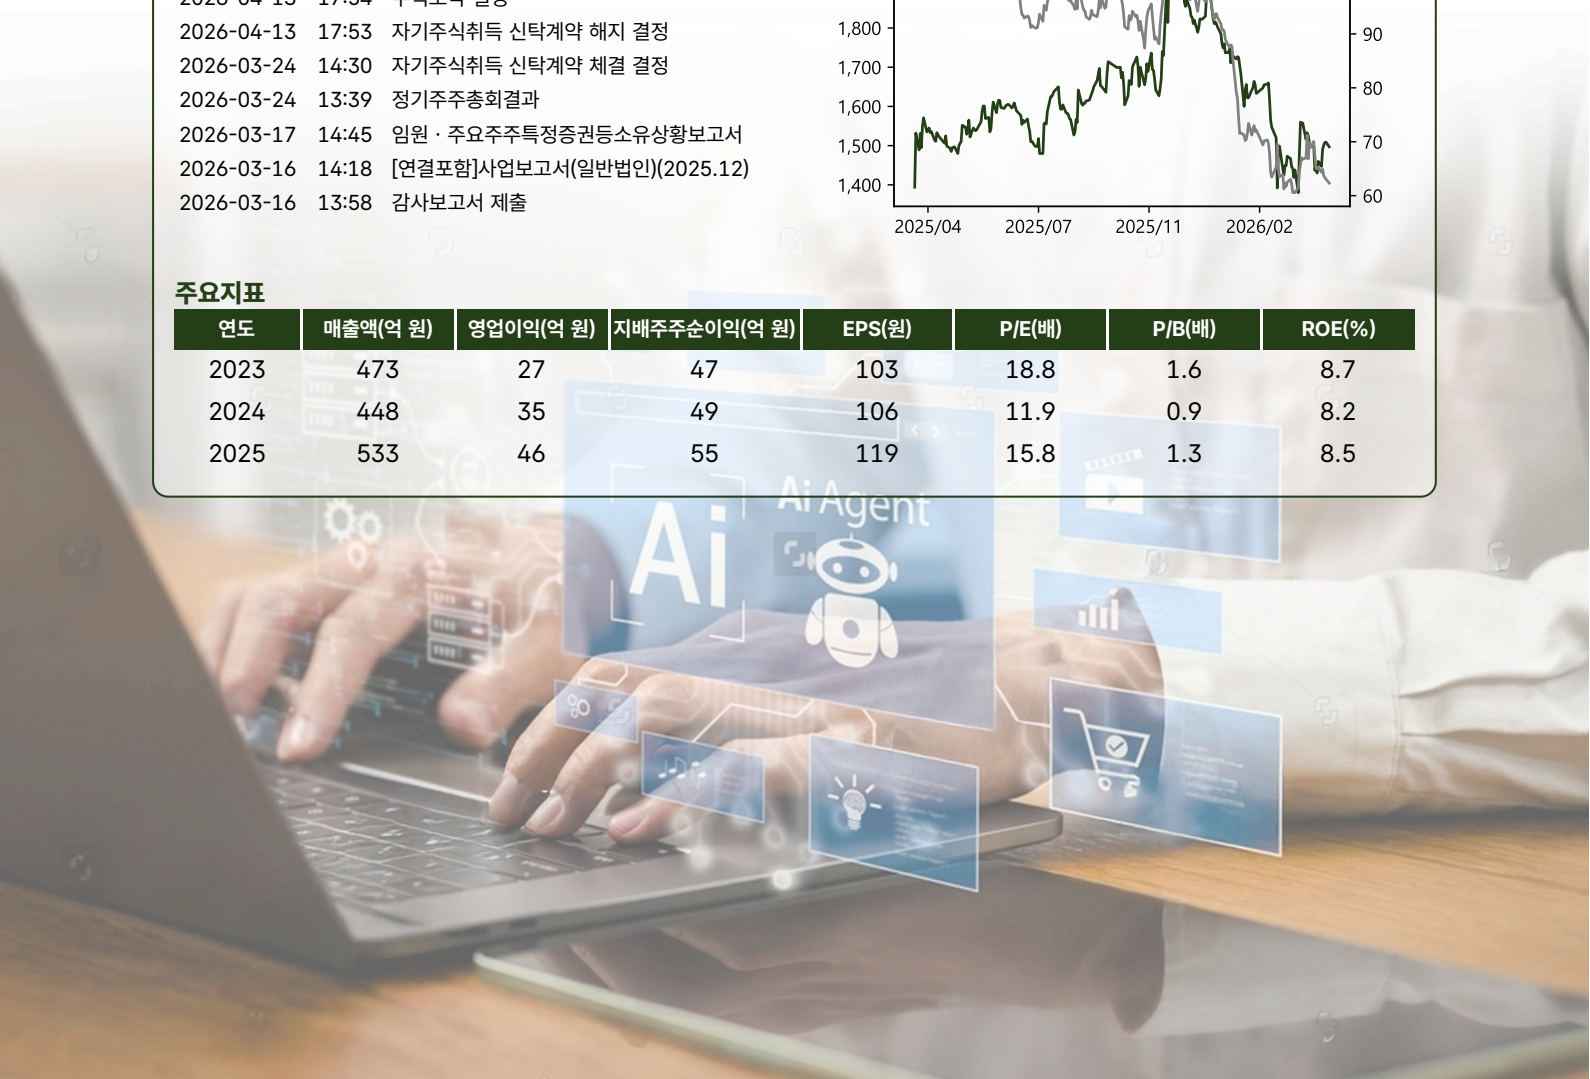 2026-04-13 17:53 자기주식취득 신탁계약 해지 결정
2026-03-24 14:30 자기주식취득 신탁계약 체결 결정
2026-03-24 13:39 정기주주총회결과
2026-03-17 14:45 임원ㆍ주요주주특정증권등소유상황보고서
2026-03-16 14:18 [연결포함]사업보고서(일반법인)(2025.12)
2026-03-16 13:58 감사보고서 제출
1,800 90
1,700 80
1,600
1,500 70
1,400 60
2025/04 2025/07 2025/11 2026/02
주요지표
연도 매출액(억 원) 영업이익(억 원) 지배주주순이익(억 원) EPS(원) P/E(배) P/B(배) ROE(%)
2023 473 27 47 103 18.8 1.6 8.7
2024 448 35 49 106 11.9 0.9 8.2
2025 533 46 55 119 15.8 1.3 8.5
Ai Agent
Ai